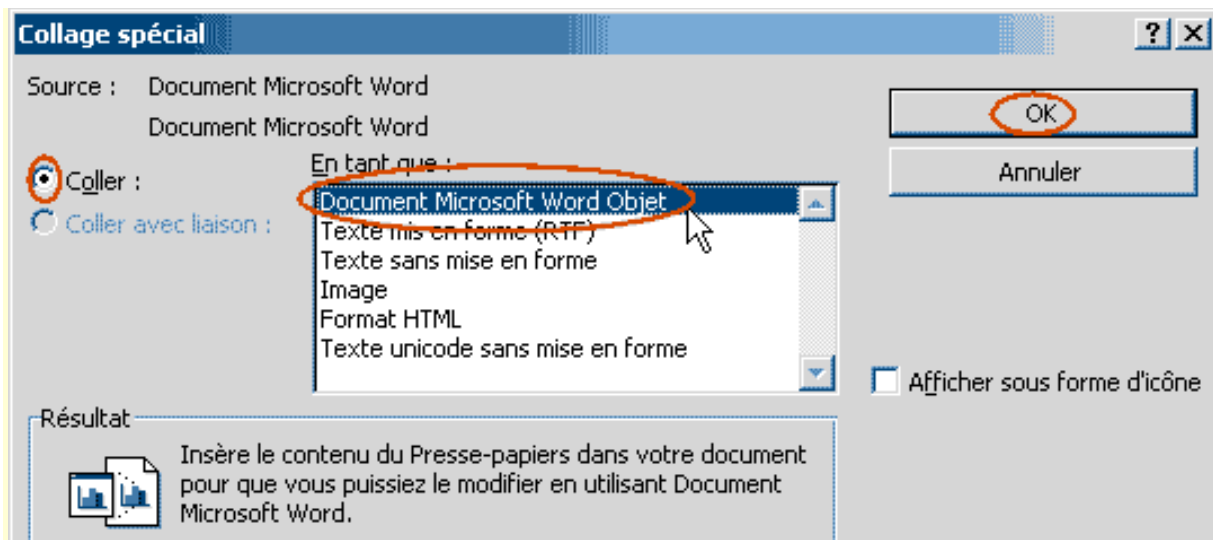 Collage spécial
Source : Document Microsoft Word
Document Microsoft Word
Coller :
Coller avec liaison :
En tant que :
Document Microsoft Word Objet
Texte mis en forme (RTF)
Texte sans mise en forme
Image
Format HTML
Texte unicode sans mise en forme
OK
Annuler
Afficher sous forme d'icône
Résultat
Insère le contenu du Presse-papiers dans votre document
pour que vous puissiez le modifier en utilisant Document
Microsoft Word.